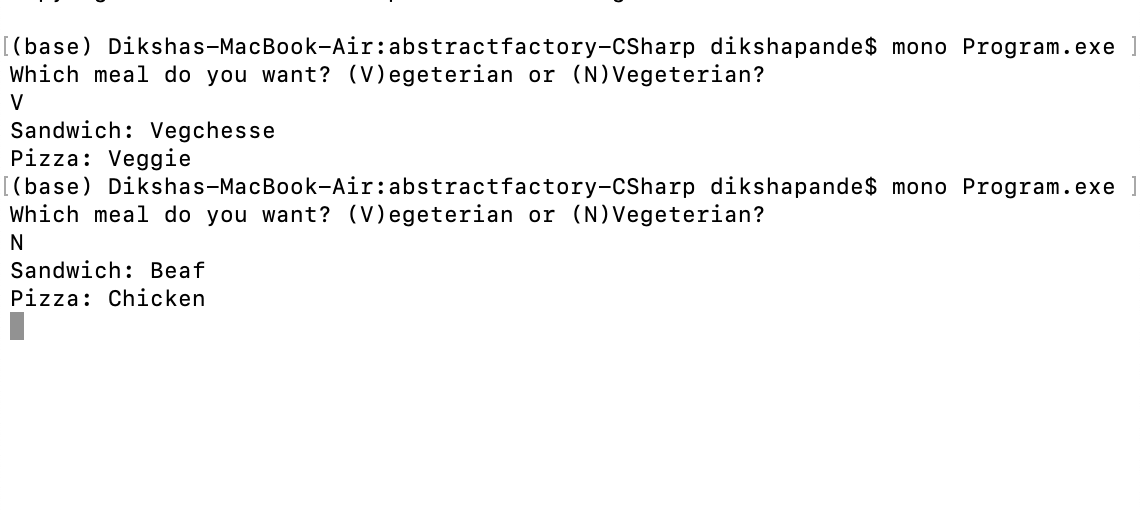 [(base) Dikshas-MacBook-Air:abstractfactory-CSharp dikshapande$ mono Program.exe ]
Which meal do you want? (V)egeterian or (N)Vegeterian?
V
Sandwich: Vegchesse
Pizza: Veggie
[(base) Dikshas-MacBook-Air:abstractfactory-CSharp dikshapande$ mono Program.exe ]
Which meal do you want? (V)egeterian or (N)Vegeterian?
N
Sandwich: Beaf
Pizza: Chicken